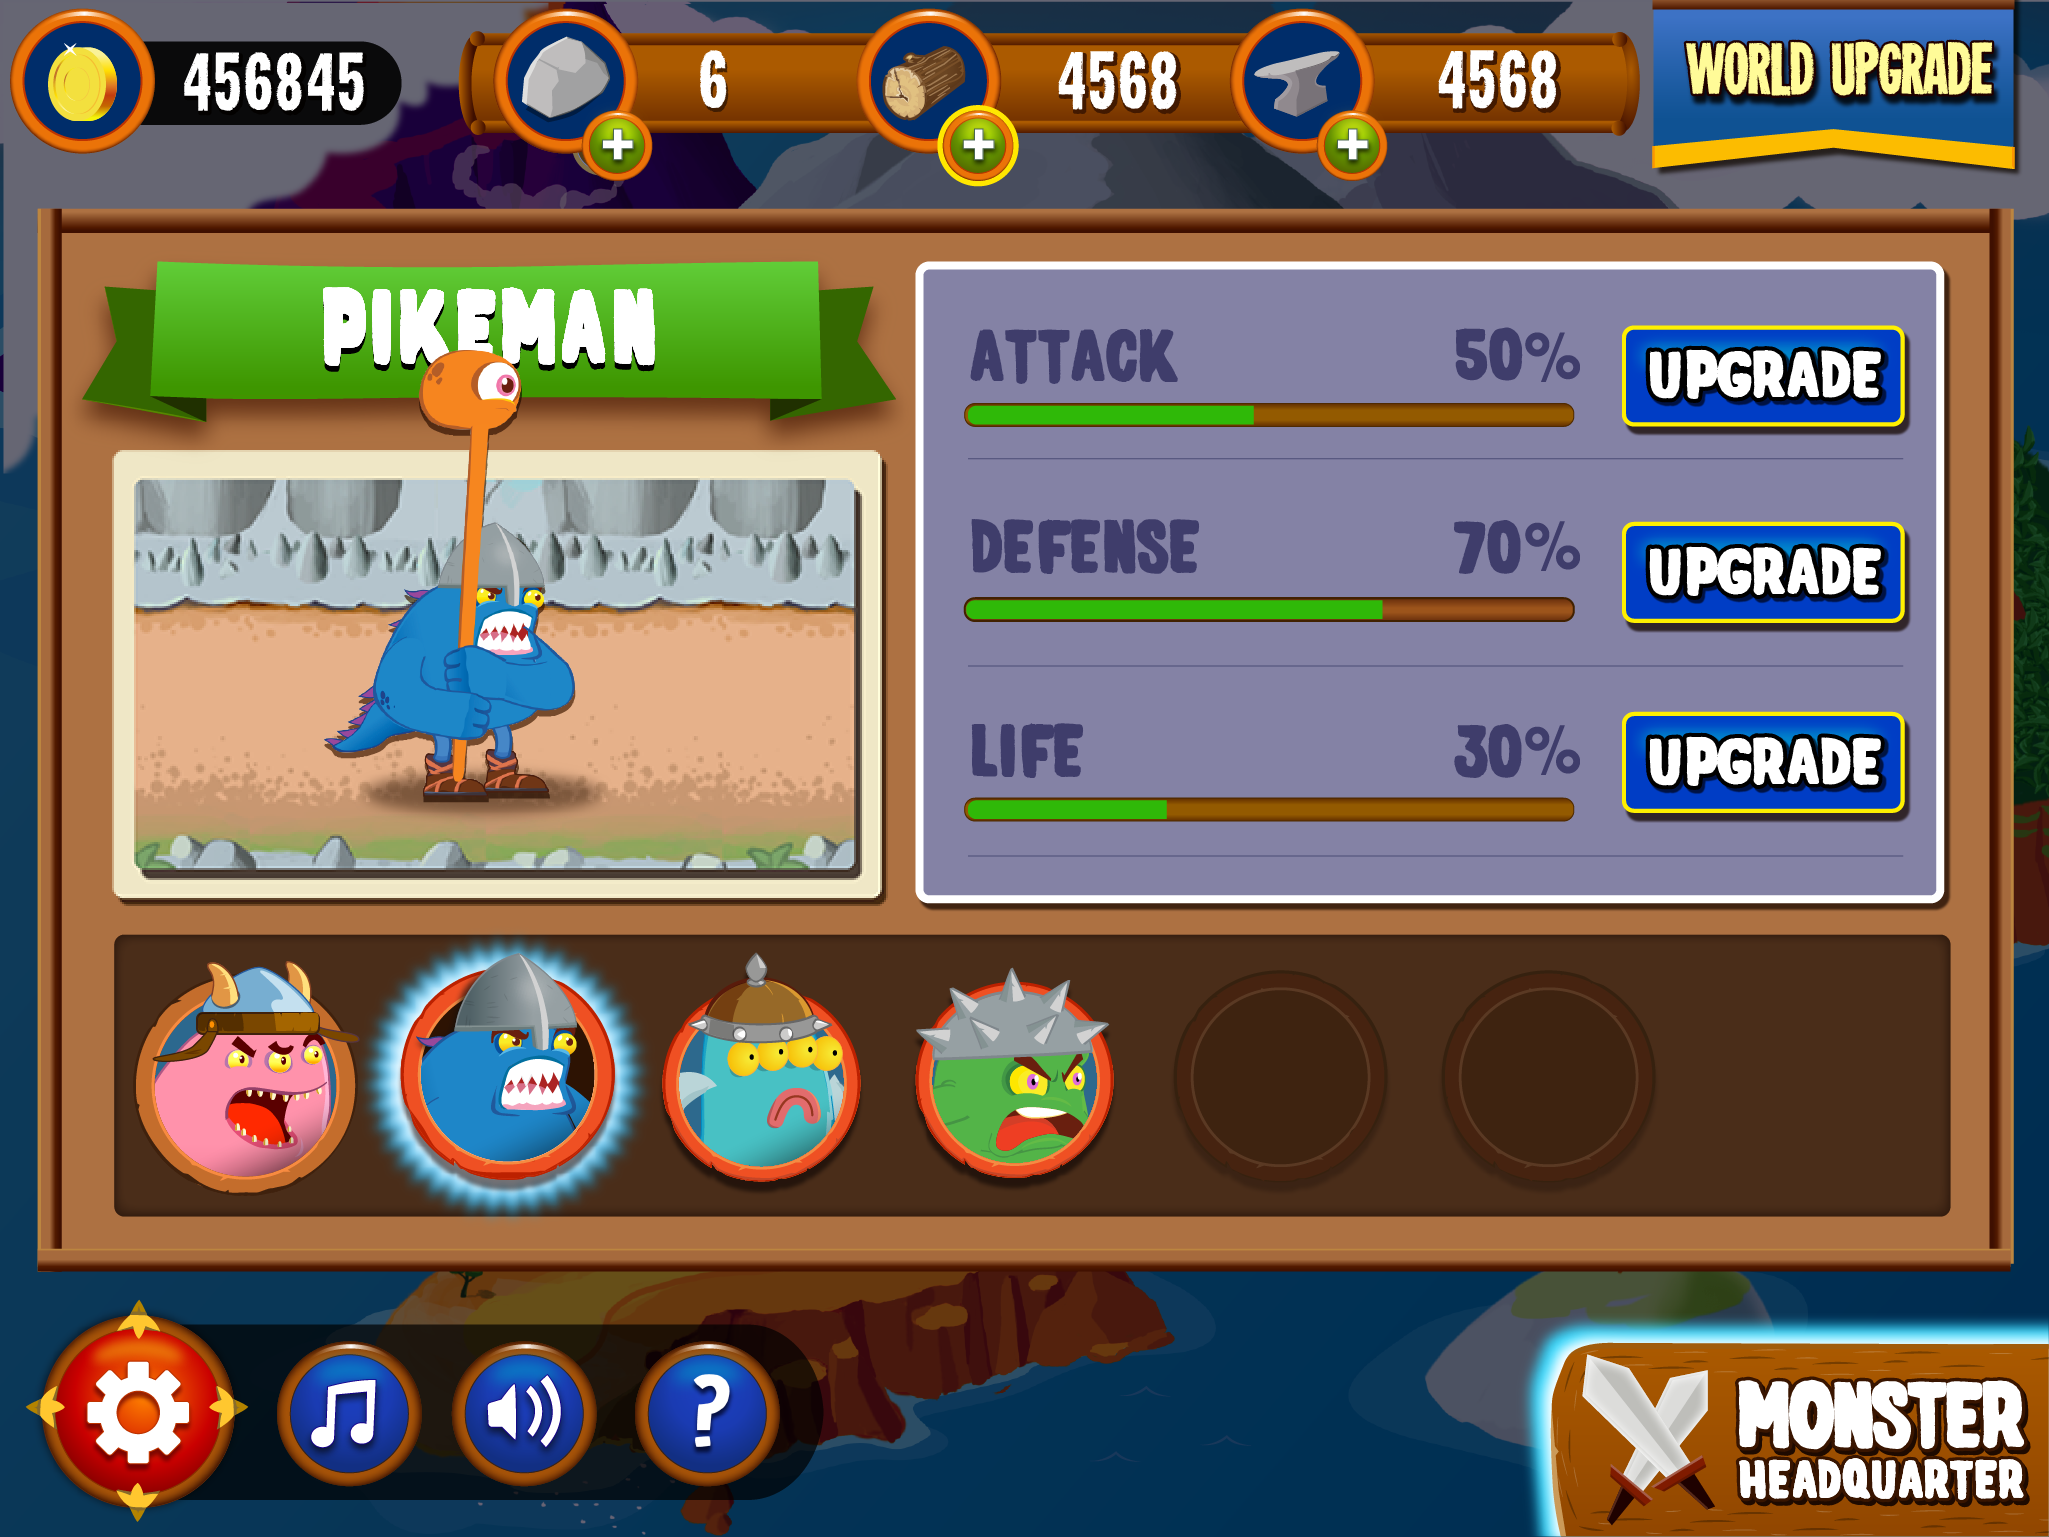 456845
6
4568
4568
WORLD UPGRADE
PIKEMAN
ATTACK 50% UPGRADE
DEFENSE 70% UPGRADE
LIFE 30% UPGRADE
?
MONSTER
HEADQUARTER